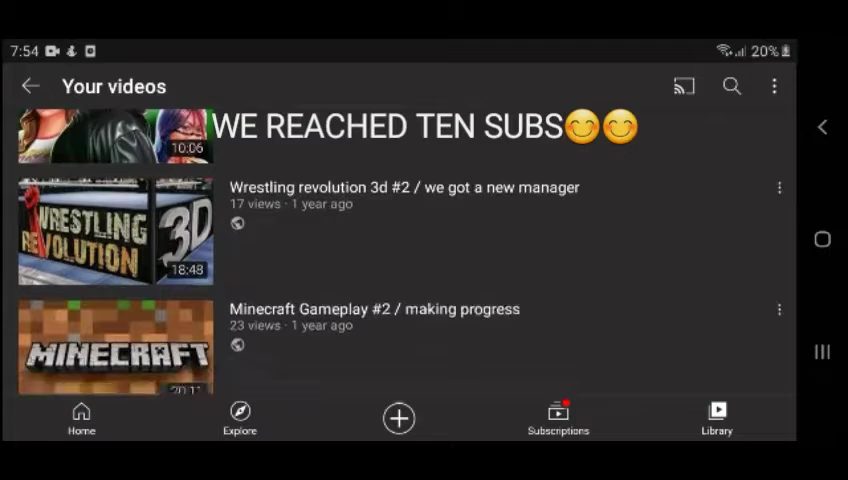 7:54
20%
Your videos
WE REACHED TEN SUBS😊😊
10:06
Wrestling revolution 3d #2 / we got a new manager
17 views · 1 year ago
WRESTLING
REVOLUTION
3D
18:48
Minecraft Gameplay #2 / making progress
23 views · 1 year ago
MINECRAFT
20:11
Home
Explore
Subscriptions
Library